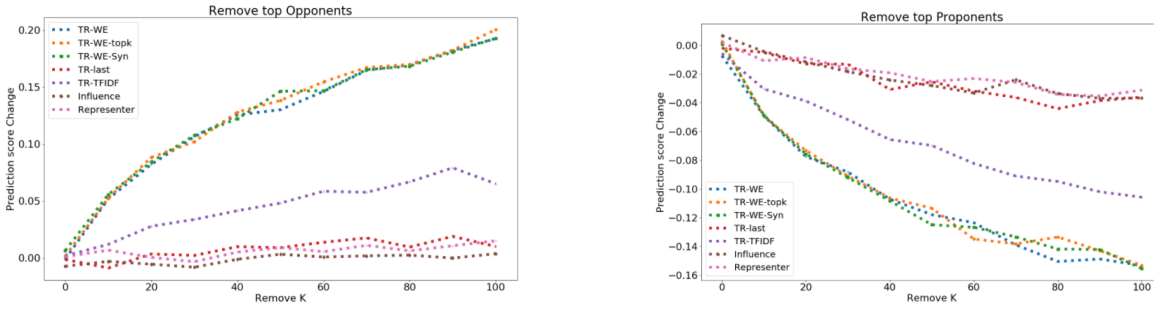 Remove top Opponents
Prediction score Change
0.20
0.15
0.10
0.05
0.00
TR-WE
TR-WE-topk
TR-WE-Syn
TR-last
TR-TFIDF
Influence
Representer
0 20 40 60 80 100
Remove K
Remove top Proponents
Prediction score Change
0.00
−0.02
−0.04
−0.06
−0.08
−0.10
−0.12
−0.14
−0.16
TR-WE
TR-WE-topk
TR-WE-Syn
TR-last
TR-TFIDF
Influence
Representer
0 20 40 60 80 100
Remove K